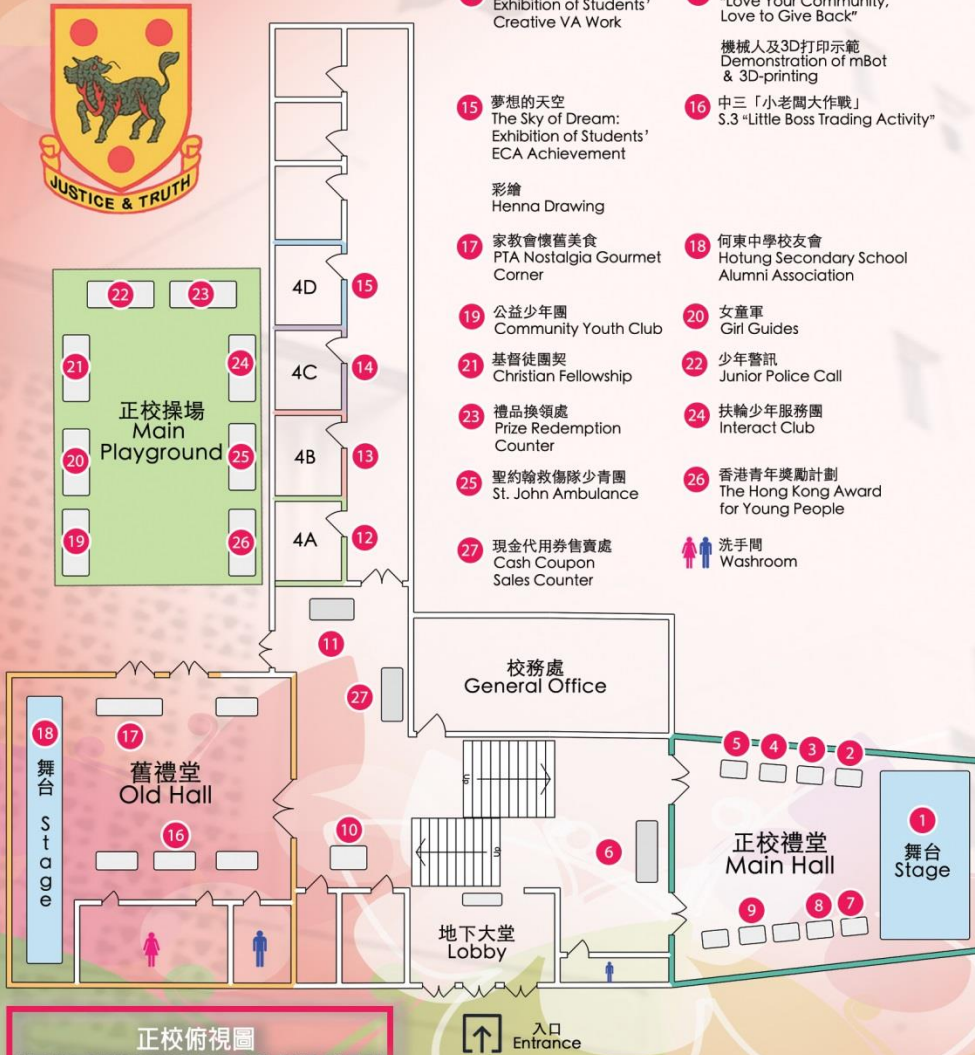 Exhibition of Students'
Creative VA Work
"Love Your Community,
Love to Give Back"
機械人及3D打印示範
Demonstration of mBot
& 3D-printing
15 夢想的天空
The Sky of Dream:
Exhibition of Students'
ECA Achievement
彩繪
Henna Drawing
16 中三「小老闆大作戰」
S.3 "Little Boss Trading Activity"
17 家教會懷舊美食
PTA Nostalgia Gourmet
Corner
18 何東中學校友會
Hotung Secondary School
Alumni Association
19 公益少年團
Community Youth Club
20 女童軍
Girl Guides
21 基督徒團契
Christian Fellowship
22 少年警訊
Junior Police Call
23 禮品換領處
Prize Redemption
Counter
24 扶輪少年服務團
Interact Club
25 聖約翰救傷隊少青團
St. John Ambulance
26 香港青年獎勵計劃
The Hong Kong Award
for Young People
27 現金代用券售賣處
Cash Coupon
Sales Counter
洗手間
Washroom
JUSTICE & TRUTH
22
23
21
24
正校操場
Main
Playground
20
25
19
26
4D
15
4C
14
4B
13
4A
12
11
27
校務處
General Office
18
舞台
Stage
17
舊禮堂
Old Hall
16
10
up
up
6
地下大堂
Lobby
5
4
3
2
正校禮堂
Main Hall
1
舞台
Stage
9
8
7
正校俯視圖
入口
Entrance